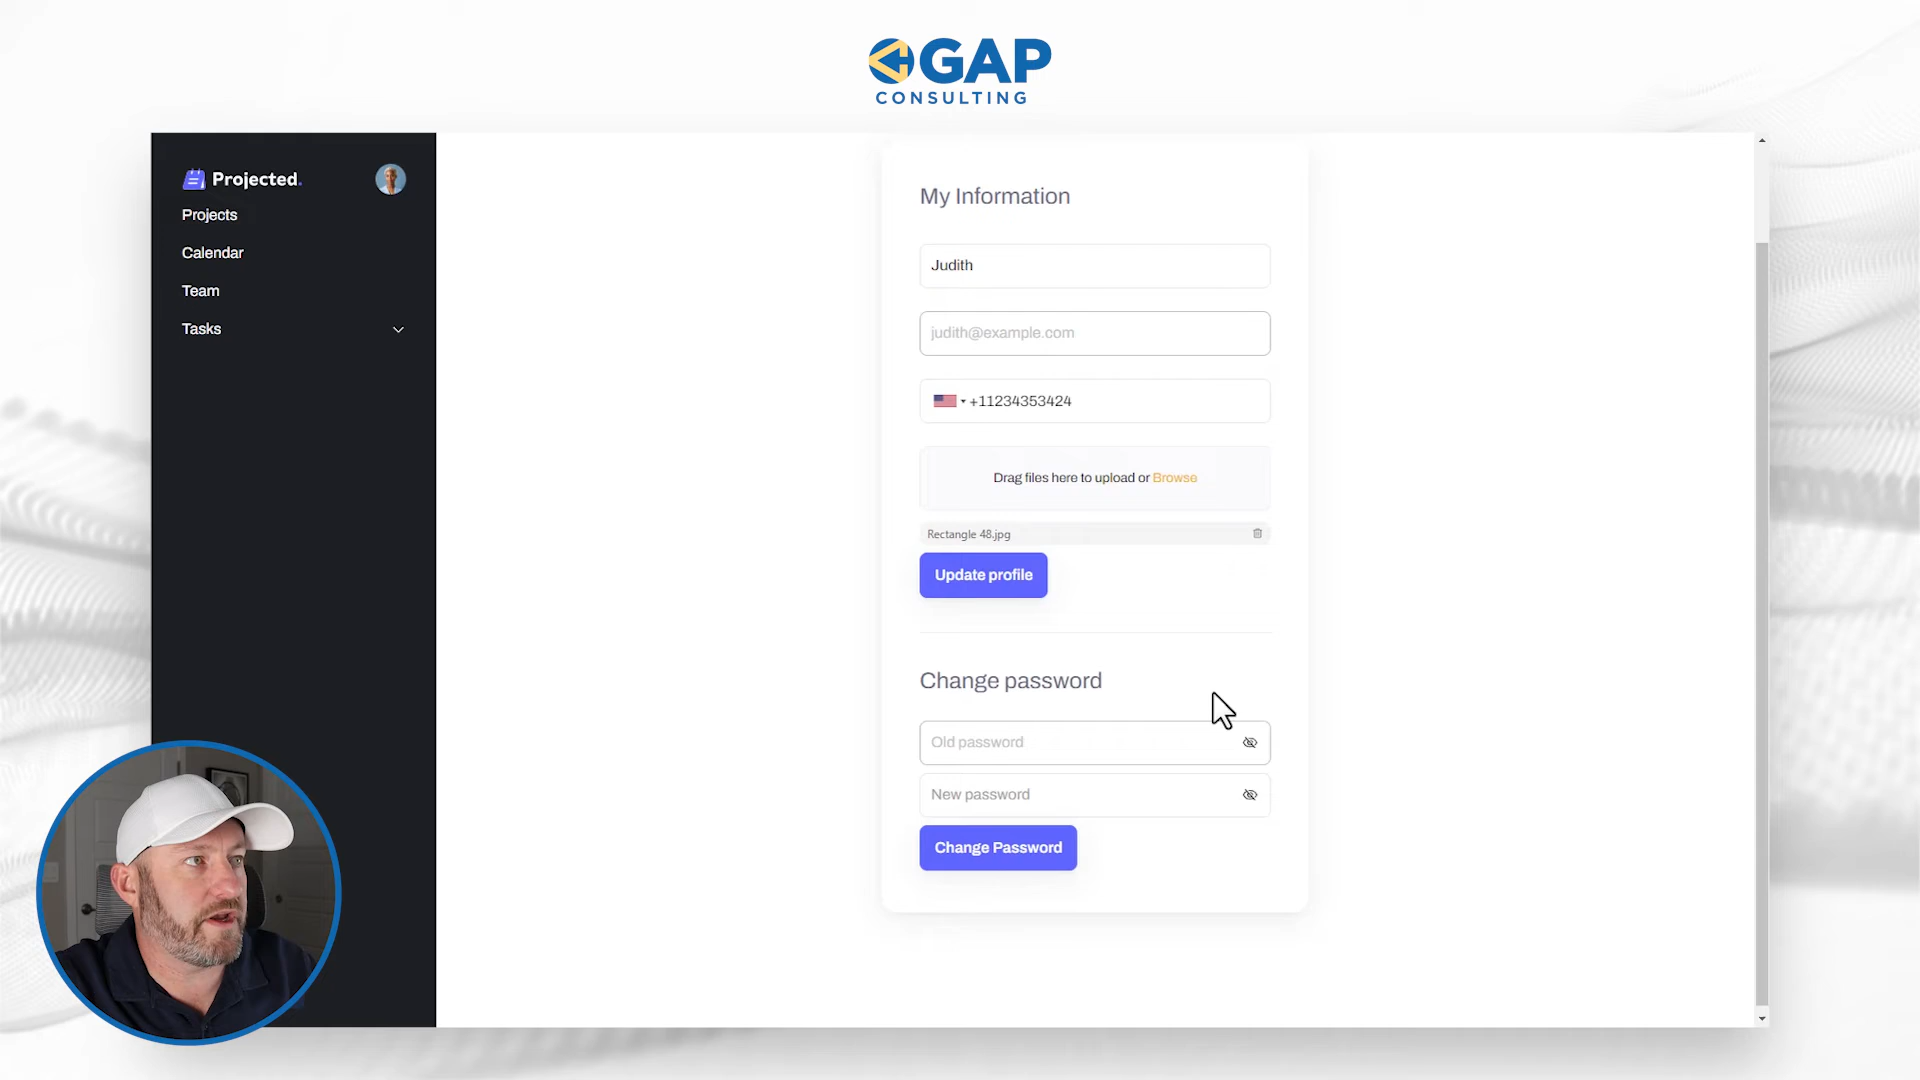 GAP
CONSULTING
Projected.
Projects
Calendar
Team
Tasks
My Information
Judith
judith@example.com
+11234353424
Drag files here to upload or Browse
Rectangle 48.jpg
Update profile
Change password
Old password
New password
Change Password